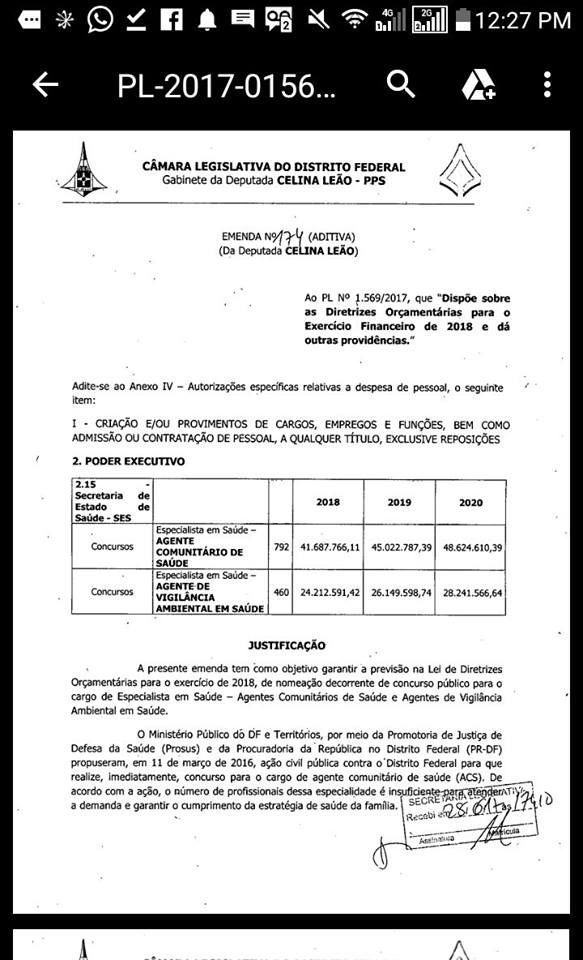 4G
2G
2
12:27 PM
PL-2017-0156...
CÂMARA LEGISLATIVA DO DISTRITO FEDERAL
Gabinete da Deputada CELINA LEÃO - PPS
EMENDA Nº 174 (ADITIVA)
(Da Deputada CELINA LEÃO)
Ao PL Nº 1.569/2017, que "Dispõe sobre
as Diretrizes Orçamentárias para o
Exercício Financeiro de 2018 e dá
outras providências."
Adite-se ao Anexo IV – Autorizações específicas relativas a despesa de pessoal, o seguinte
item:
I - CRIAÇÃO E/OU PROVIMENTOS DE CARGOS, EMPREGOS E FUNÇÕES, BEM COMO
ADMISSÃO OU CONTRATAÇÃO DE PESSOAL, A QUALQUER TÍTULO, EXCLUSIVE REPOSIÇÕES
2. PODER EXECUTIVO
2.15 -
Secretaria de
Estado de
Saúde - SES
2018 2019 2020
Concursos
Especialista em Saúde –
AGENTE
COMUNITÁRIO DE
SAÚDE
792 41.687.766,11 45.022.787,39 48.624.610,39
Concursos
Especialista em Saúde –
AGENTE DE
VIGILÂNCIA
AMBIENTAL EM SAÚDE
460 24.212.591,42 26.149.598,74 28.241.566,64
JUSTIFICAÇÃO
A presente emenda tem como objetivo garantir a previsão na Lei de Diretrizes
Orçamentárias para o exercício de 2018, de nomeação decorrente de concurso público para o
cargo de Especialista em Saúde – Agentes Comunitários de Saúde e Agentes de Vigilância
Ambiental em Saúde.
O Ministério Público do DF e Territórios, por meio da Promotoria de Justiça de
Defesa da Saúde (Prosus) e da Procuradoria da República no Distrito Federal (PR-DF)
propuseram, em 11 de março de 2016, ação civil pública contra o Distrito Federal para que
realize, imediatamente, concurso para o cargo de agente comunitário de saúde (ACS). De
acordo com a ação, o número de profissionais dessa especialidade é insuficiente para atender
a demanda e garantir o cumprimento da estratégia de saúde da família.
Recebi em
Assinatura Matrícula